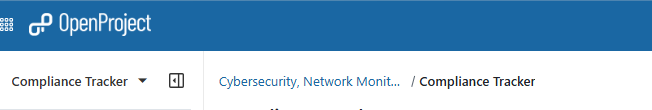 OpenProject
Compliance Tracker
Cybersecurity, Network Monit... / Compliance Tracker